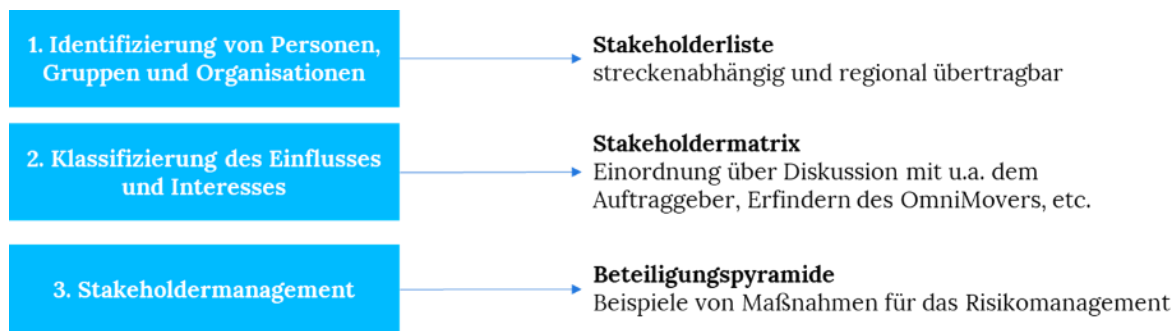 1. Identifizierung von Personen,
Gruppen und Organisationen
Stakeholderliste
streckenabhängig und regional übertragbar
2. Klassifizierung des Einflusses
und Interesses
Stakeholdermatrix
Einordnung über Diskussion mit u.a. dem
Auftraggeber, Erfindern des OmniMovers, etc.
3. Stakeholdermanagement
Beteiligungspyramide
Beispiele von Maßnahmen für das Risikomanagement